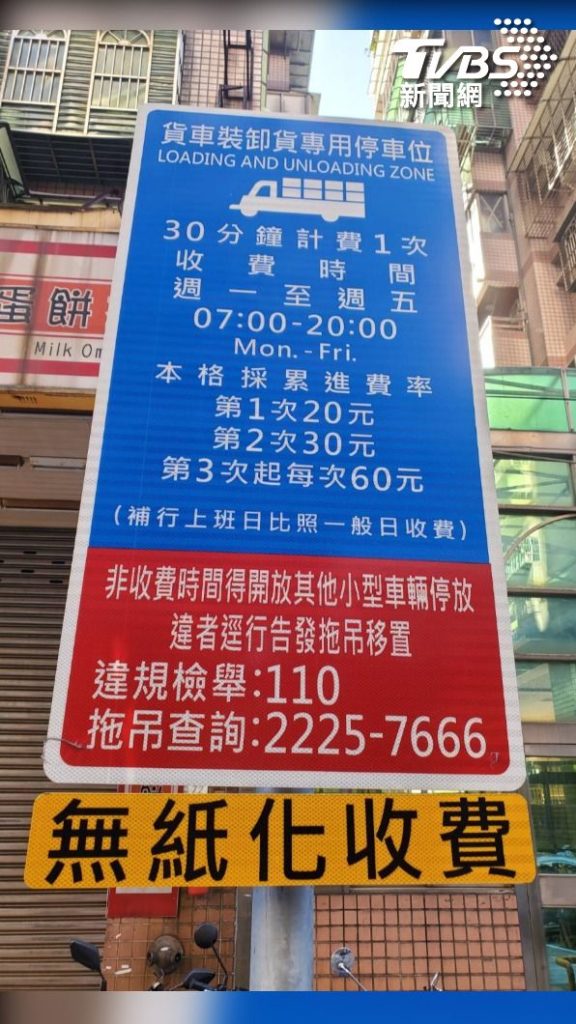 TVBS
新聞網
貨車裝卸貨專用停車位
LOADING AND UNLOADING ZONE
30分鐘計費1次
收費時間
週一至週五
07:00-20:00
Mon.-Fri.
本格採累進費率
第1次20元
第2次30元
第3次起每次60元
(補行上班日比照一般日收費)
蛋餅
Milk Om
非收費時間得開放其他小型車輛停放
違者逕行告發拖吊移置
違規檢舉:110
拖吊查詢:2225-7666
無紙化收費